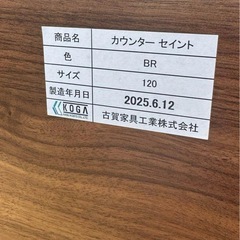 商品名 カウンター セイント
色 BR
サイズ 120
製造年月日 2025.6.12
KOGA 古賀家具工業株式会社